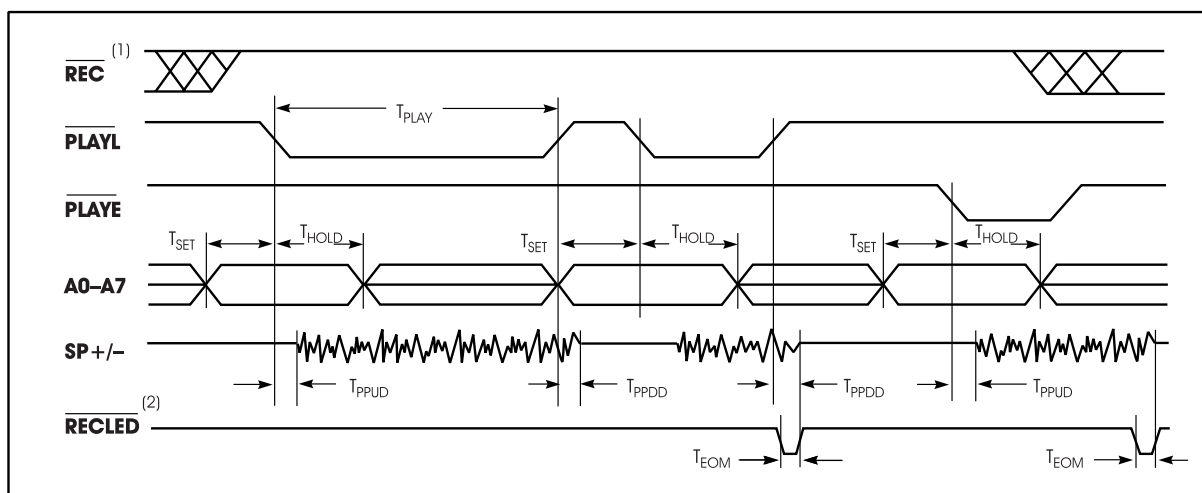 REC (1)
TPLAY
PLAYL
PLAYE
TSET THOLD TSET THOLD TSET THOLD
A0–A7
SP+/–
TPPUD TPPDD TPPDD TPPUD
RECLED (2)
TEOM TEOM